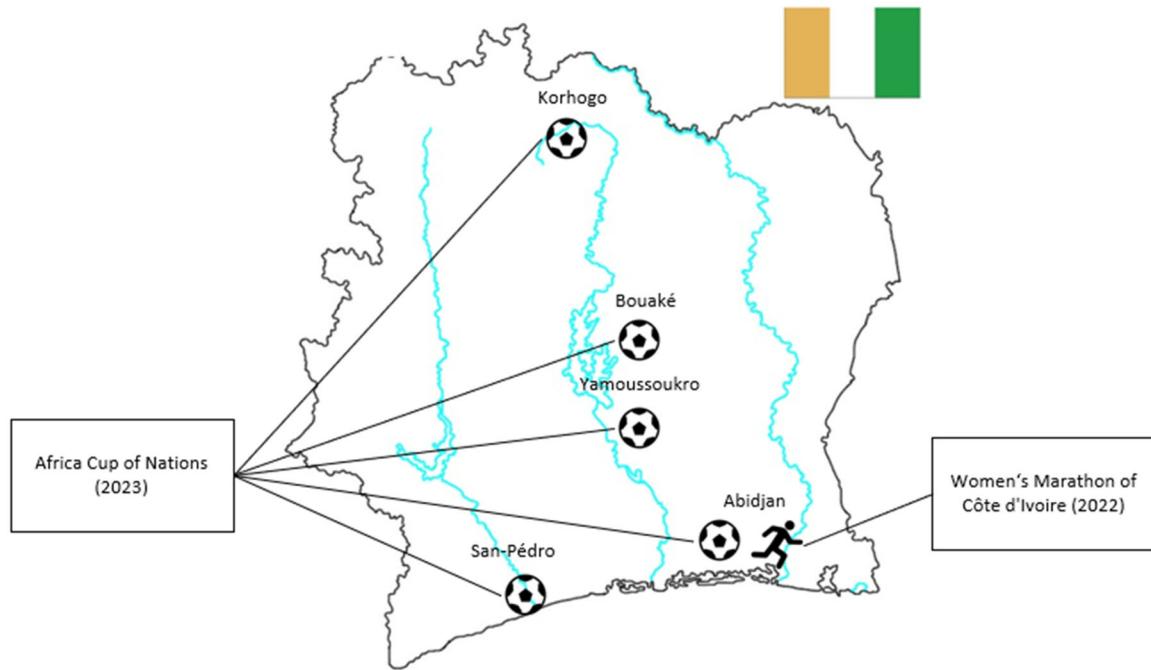 Korhogo
Bouaké
Yamoussoukro
Africa Cup of Nations
(2023)
Women‘s Marathon of
Côte d'Ivoire (2022)
Abidjan
San-Pédro